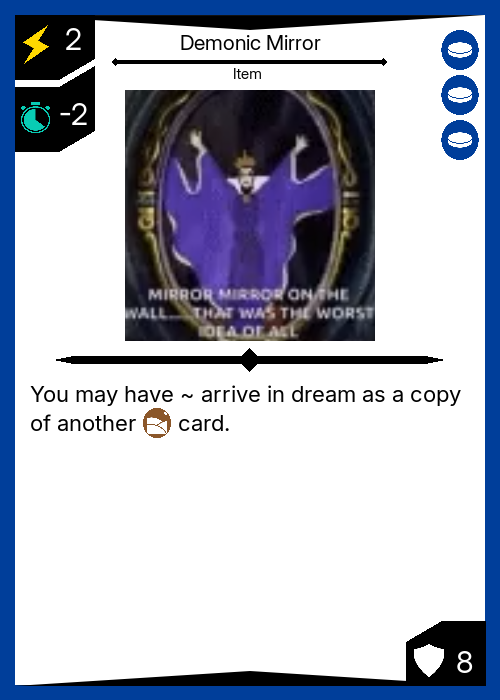 2
Demonic Mirror
Item
-2
MIRROR MIRROR ON THE
WALL.....THAT WAS THE WORST
IDEA OF ALL
You may have ~ arrive in dream as a copy
of another card.
8